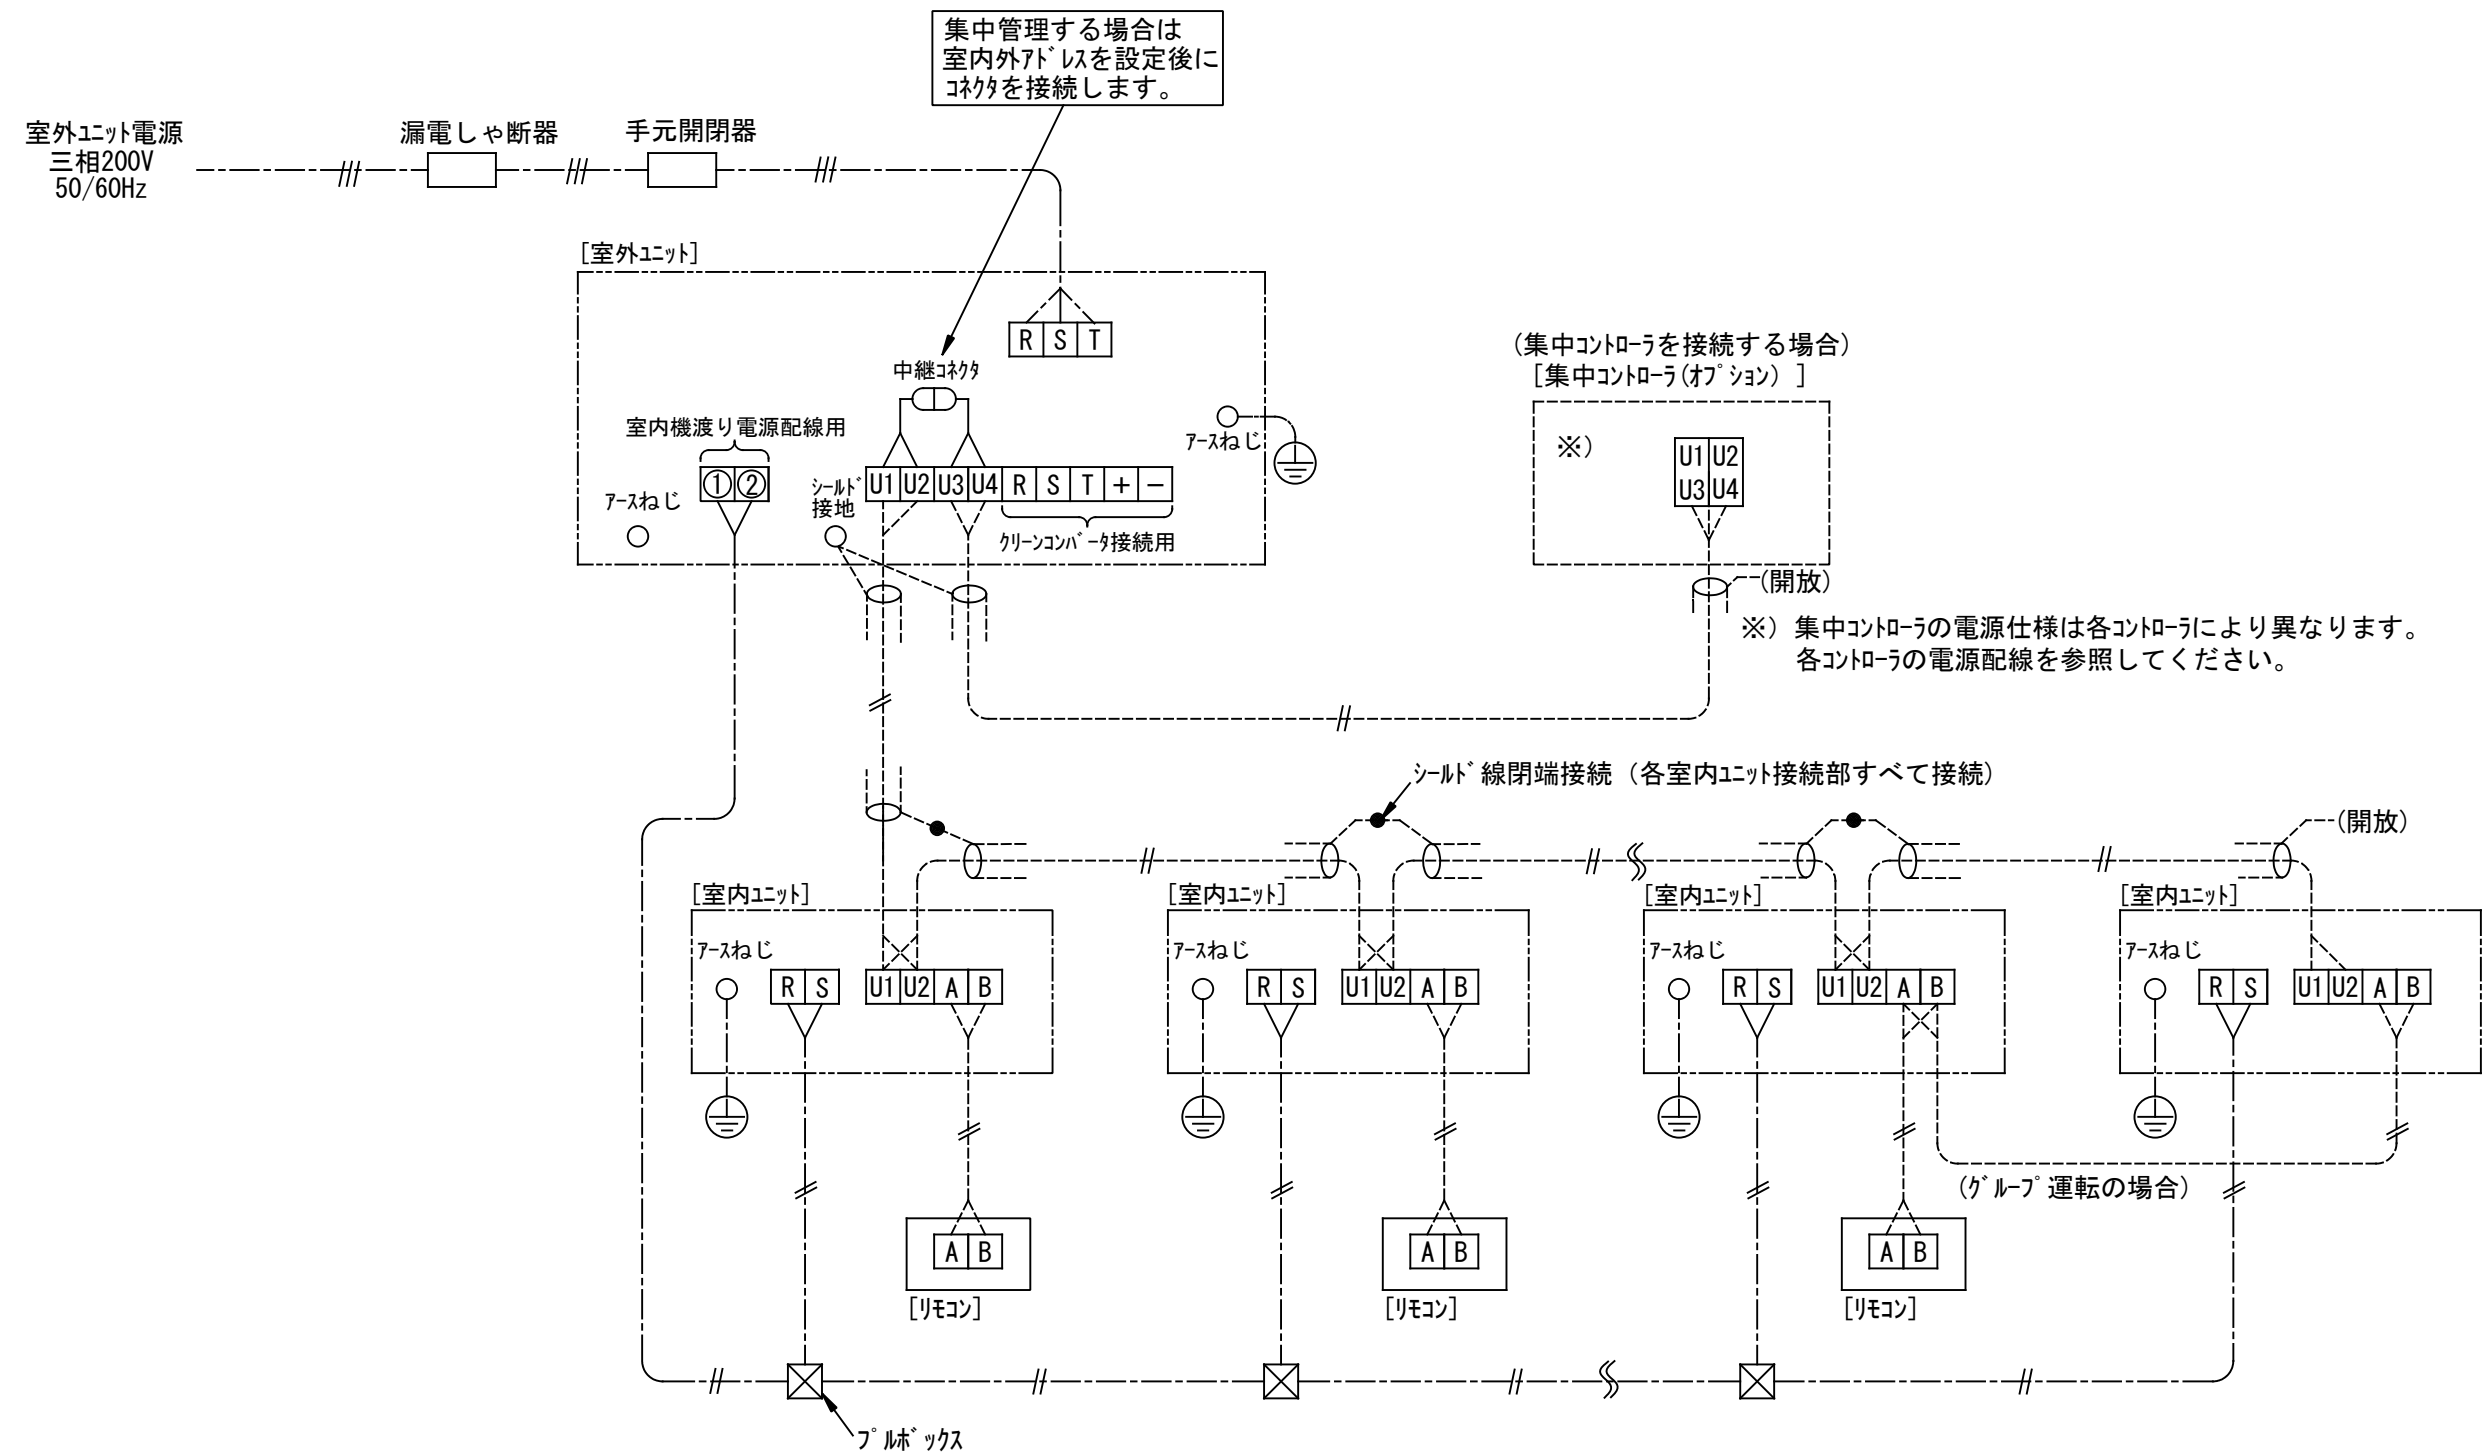 集中管理する場合は
室内外ｱﾄﾞﾚｽを設定後に
ｺﾈｸﾀを接続します。
室外ﾕﾆｯﾄ電源
三相200V
50/60Hz
漏電しゃ断器
手元開閉器
[室外ﾕﾆｯﾄ]
R S T
中継ｺﾈｸﾀ
室内機渡り電源配線用
① ②
ｱｰｽねじ
ｼｰﾙﾄﾞ
接地
U1 U2 U3 U4 R S T + −
ｸﾘｰﾝｺﾝﾊﾞｰﾀ接続用
ｱｰｽねじ
(集中ｺﾝﾄﾛｰﾗを接続する場合)
[集中ｺﾝﾄﾛｰﾗ(ｵﾌﾟｼｮﾝ) ]
※)
U1 U2
U3 U4
(開放)
※) 集中ｺﾝﾄﾛｰﾗの電源仕様は各ｺﾝﾄﾛｰﾗにより異なります。
各ｺﾝﾄﾛｰﾗの電源配線を参照してください。
ｼｰﾙﾄﾞ線閉端接続 (各室内ﾕﾆｯﾄ接続部すべて接続)
(開放)
[室内ﾕﾆｯﾄ]
ｱｰｽねじ
R S
U1 U2 A B
[室内ﾕﾆｯﾄ]
ｱｰｽねじ
R S
U1 U2 A B
[室内ﾕﾆｯﾄ]
ｱｰｽねじ
R S
U1 U2 A B
[室内ﾕﾆｯﾄ]
ｱｰｽねじ
R S
U1 U2 A B
(ｸﾞﾙｰﾌﾟ運転の場合)
A B
[ﾘﾓｺﾝ]
A B
[ﾘﾓｺﾝ]
A B
[ﾘﾓｺﾝ]
ﾌﾟﾙﾎﾞｯｸｽ